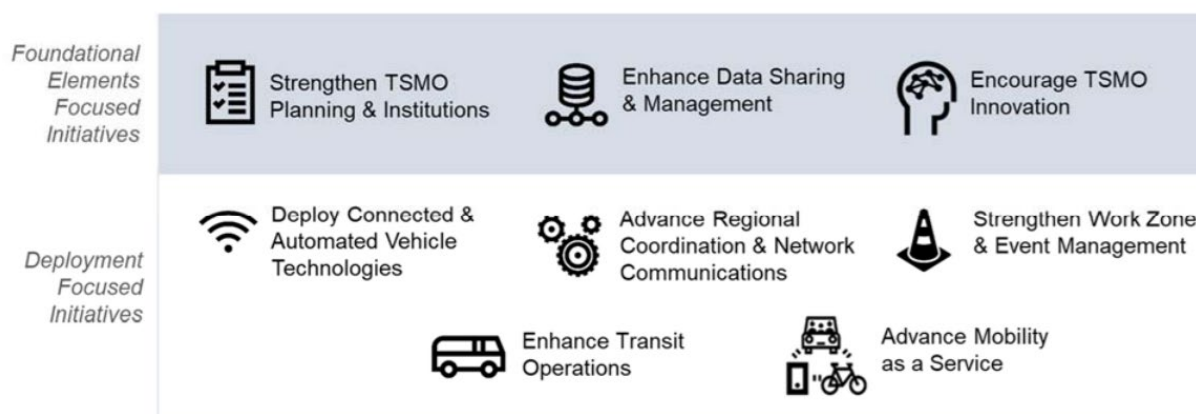 Foundational
Elements
Focused
Initiatives
Strengthen TSMO
Planning & Institutions
Enhance Data Sharing
& Management
Encourage TSMO
Innovation
Deployment
Focused
Initiatives
Deploy Connected &
Automated Vehicle
Technologies
Advance Regional
Coordination & Network
Communications
Strengthen Work Zone
& Event Management
Enhance Transit
Operations
Advance Mobility
as a Service